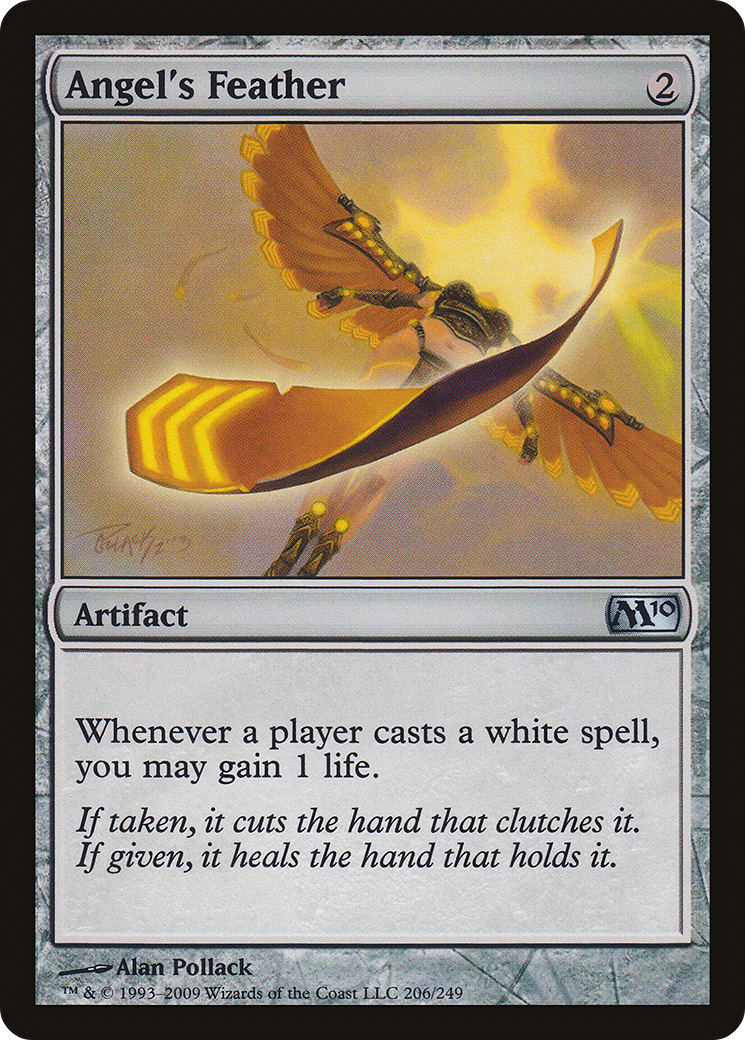 Angel's Feather
2
Artifact
M10
Whenever a player casts a white spell,
you may gain 1 life.
If taken, it cuts the hand that clutches it.
If given, it heals the hand that holds it.
Alan Pollack
™ & © 1993–2009 Wizards of the Coast LLC 206/249